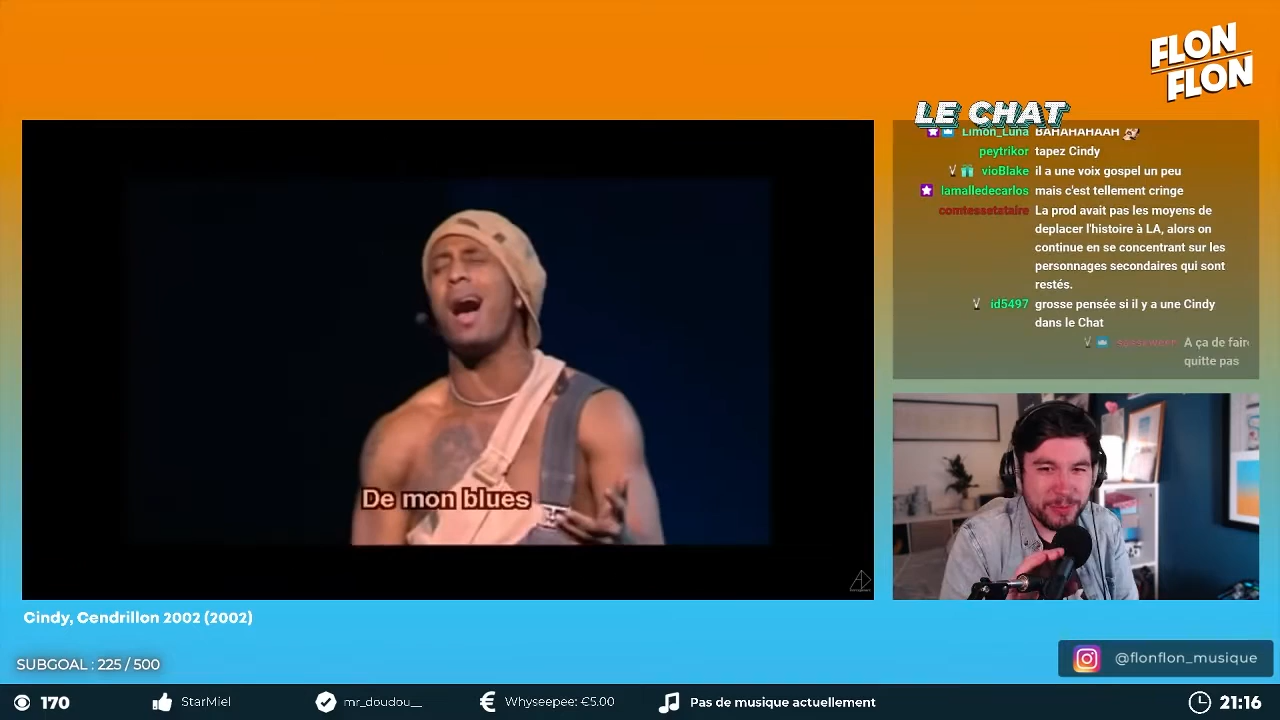 FLON
FLON
LE CHAT
Limon_Luna BAHAHAHAAH
peytrikor tapez Cindy
vioBlake il a une voix gospel un peu
lamalledecarlos mais c'est tellement cringe
comtessetataire La prod avait pas les moyens de
deplacer l'histoire à LA, alors on
continue en se concentrant sur les
personnages secondaires qui sont
restés.
id5497 grosse pensée si il y a une Cindy
dans le Chat
A ça de fair
quitte pas
De mon blues
Cindy, Cendrillon 2002 (2002)
SUBGOAL : 225 / 500
@flonflon_musique
170
StarMiel
mr_doudou__
Whyseepee: €5.00
Pas de musique actuellement
21:16